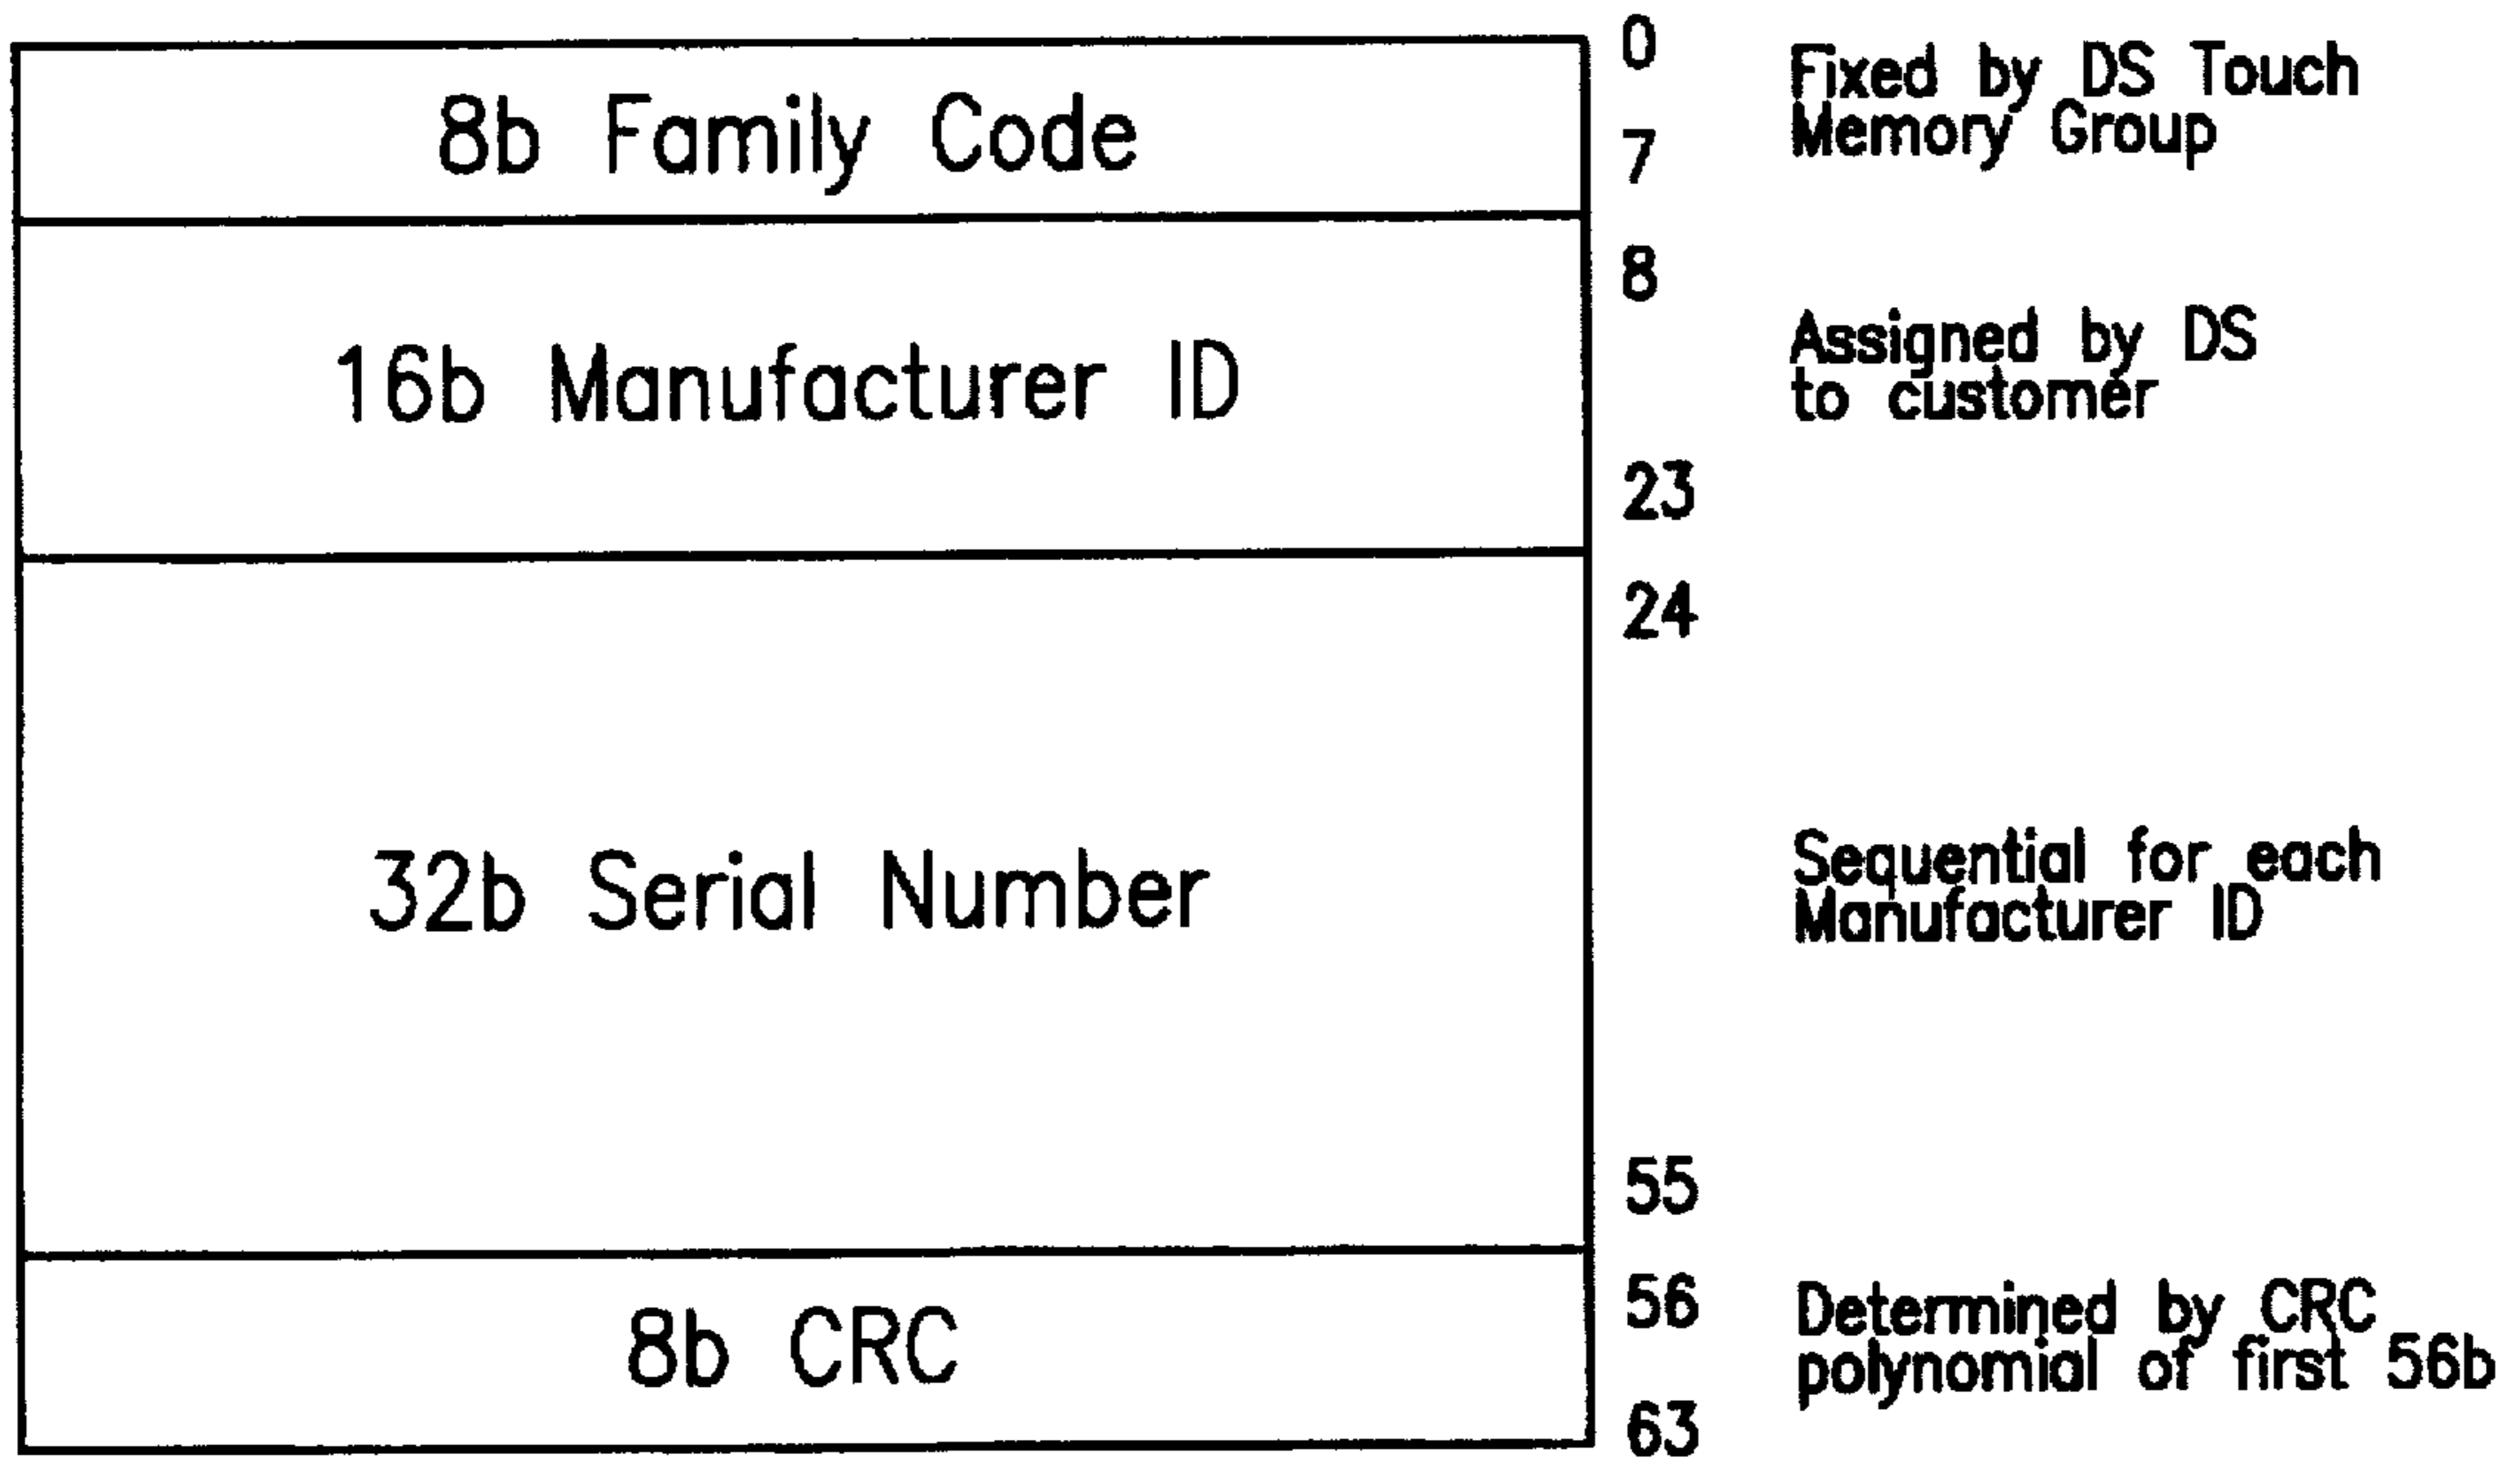 8b Family Code
0
7
Fixed by DS Touch
Memory Group
16b Manufacturer ID
8
23
Assigned by DS
to customer
32b Serial Number
24
55
Sequential for each
Manufacturer ID
8b CRC
56
63
Determined by CRC
polynomial of first 56b